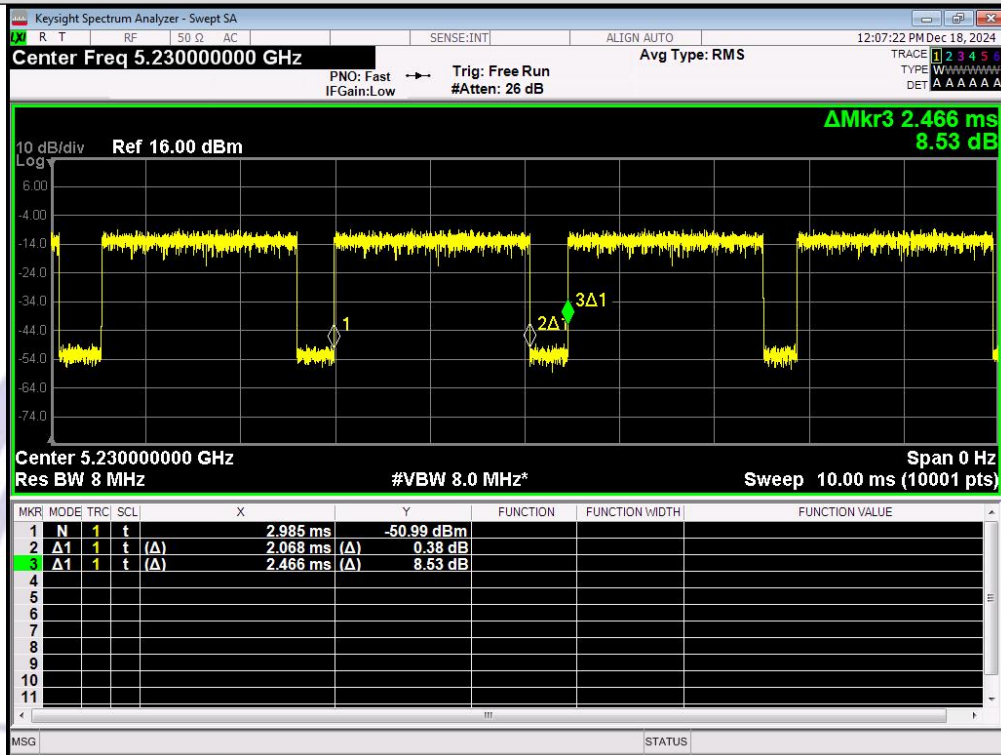 Keysight Spectrum Analyzer - Swept SA
LXI R T RF 50 Ω AC SENSE:INT ALIGN AUTO 12:07:22 PM Dec 18, 2024
Center Freq 5.230000000 GHz Avg Type: RMS TRACE 1 2 3 4 5 6
PNO: Fast Trig: Free Run TYPE WWWWWW
IFGain:Low #Atten: 26 dB DET A A A A A A
ΔMkr3 2.466 ms
10 dB/div Ref 16.00 dBm 8.53 dB
Log
6.00
-4.00
-14.0
-24.0
-34.0
3Δ1
1
2Δ1
-44.0
-54.0
-64.0
-74.0
Center 5.230000000 GHz Span 0 Hz
Res BW 8 MHz #VBW 8.0 MHz* Sweep 10.00 ms (10001 pts)
MKR MODE TRC SCL X Y FUNCTION FUNCTION WIDTH FUNCTION VALUE
1 N 1 t 2.985 ms -50.99 dBm
2 Δ1 1 t (Δ) 2.068 ms (Δ) 0.38 dB
3 Δ1 1 t (Δ) 2.466 ms (Δ) 8.53 dB
4
5
6
7
8
9
10
11
MSG STATUS